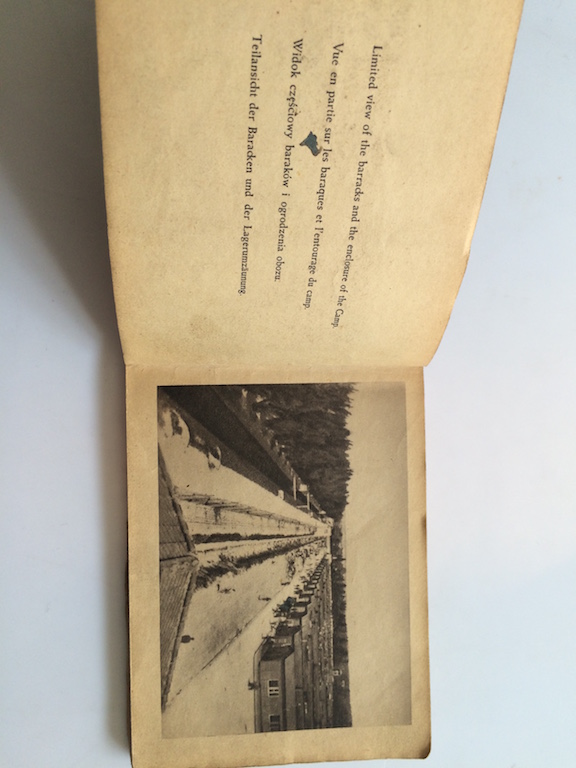 Limited view of the barracks and the enclosure of the Camp.
Vue en partie sur les baraques et l'entourage du camp.
Widok częściowy baraków i ogrodzenia obozu.
Teilansicht der Baracken und der Lagerumzäunung.